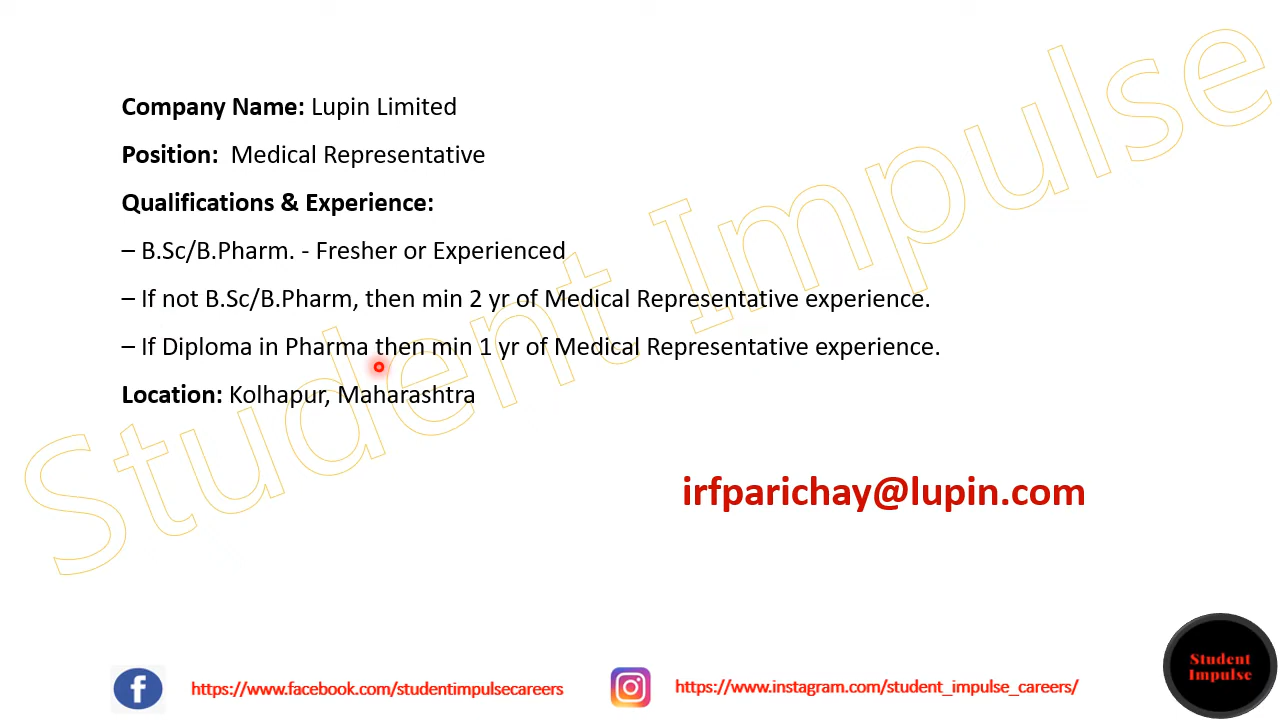 Company Name: Lupin Limited
Position: Medical Representative
Qualifications & Experience:
– B.Sc/B.Pharm. - Fresher or Experienced
– If not B.Sc/B.Pharm, then min 2 yr of Medical Representative experience.
– If Diploma in Pharma then min 1 yr of Medical Representative experience.
Location: Kolhapur, Maharashtra
Student Impulse
irfparichay@lupin.com
https://www.facebook.com/studentimpulsecareers
https://www.instagram.com/student_impulse_careers/
Student
Impulse